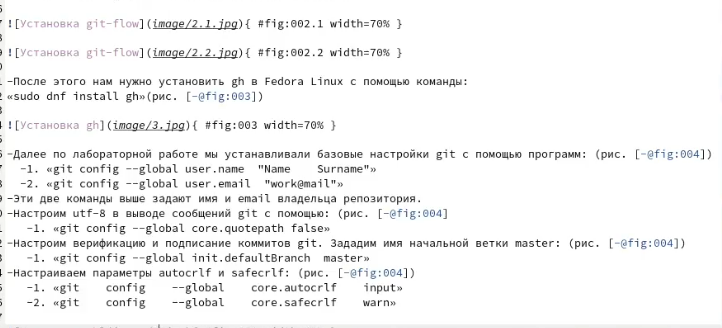 ![Установка git-flow](image/2.1.jpg){ #fig:002.1 width=70% }
![Установка git-flow](image/2.2.jpg){ #fig:002.2 width=70% }
-После этого нам нужно установить gh в Fedora Linux с помощью команды:
«sudo dnf install gh»(рис. [-@fig:003])
![Установка gh](image/3.jpg){ #fig:003 width=70% }
-Далее по лабораторной работе мы устанавливали базовые настройки git с помощью программ: (рис. [-@fig:004])
-1. «git config --global user.name "Name Surname"»
-2. «git config --global user.email "work@mail"»
-Эти две команды выше задают имя и email владельца репозитория.
-Настроим utf-8 в выводе сообщений git с помощью: (рис. [-@fig:004]
-1. «git config --global core.quotepath false»
-Настроим верификацию и подписание коммитов git. Зададим имя начальной ветки master: (рис. [-@fig:004])
-1. «git config --global init.defaultBranch master»
-Настраиваем параметры autocrlf и safecrlf: (рис. [-@fig:004])
-1. «git config --global core.autocrlf input»
-2. «git config --global core.safecrlf warn»